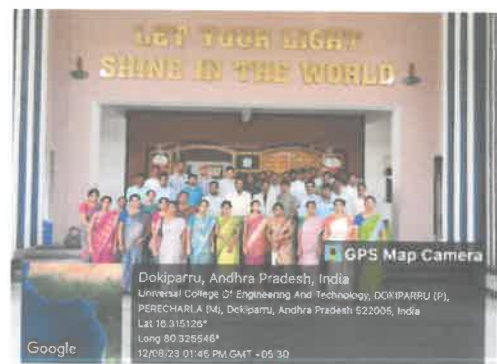 LET YOUR LIGHT
SHINE IN THE WORLD
GPS Map Camera
Dokiparru, Andhra Pradesh, India
Universal College Of Engineering And Technology, DOKIPARRU (P),
PERECHARLA (M), Dokiparru, Andhra Pradesh 522005, India
Lat 16.315126°
Long 80.325546°
12/08/23 01:45 PM GMT +05:30
Google